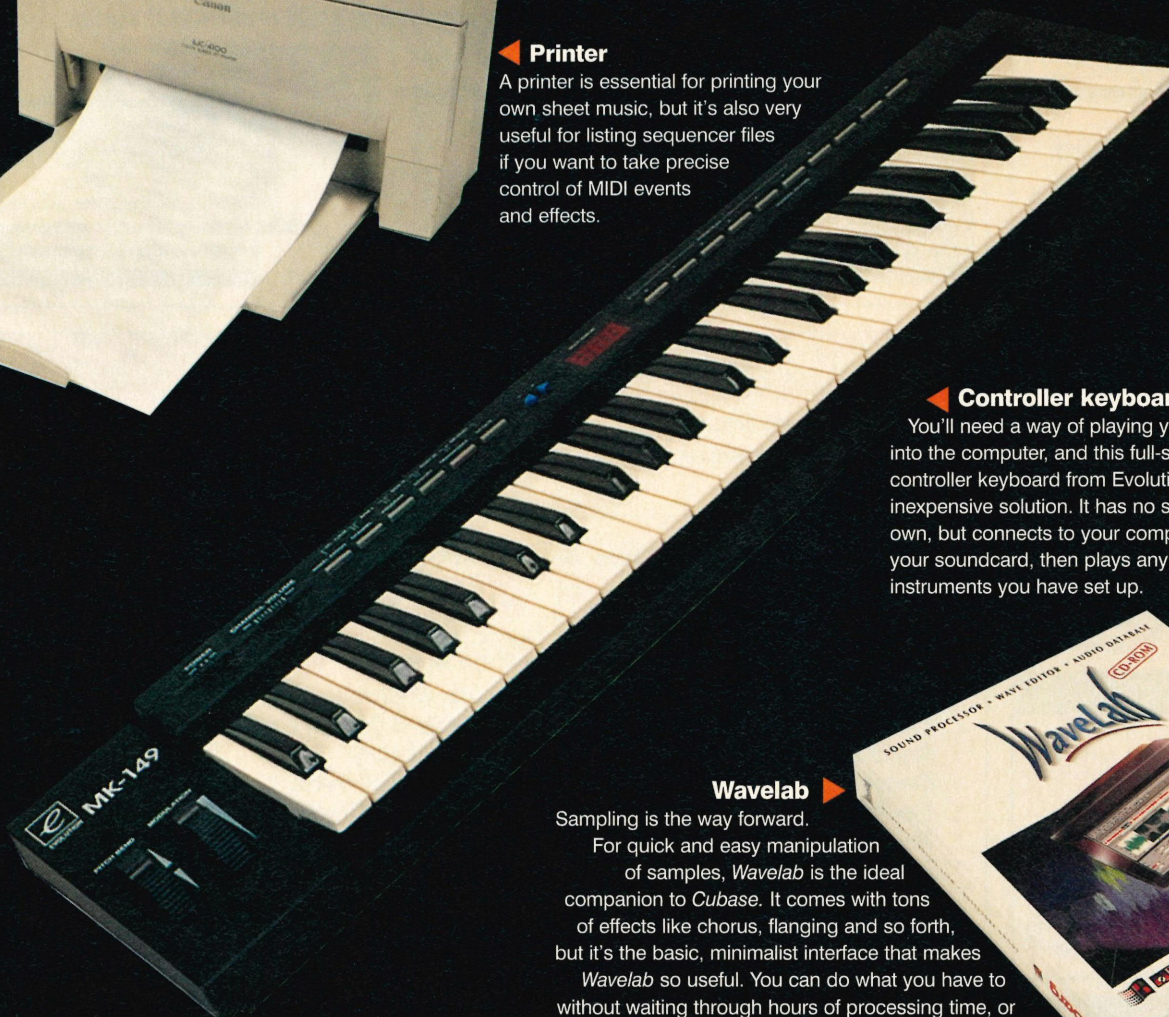 Canon
Printer
A printer is essential for printing your
own sheet music, but it's also very
useful for listing sequencer files
if you want to take precise
control of MIDI events
and effects.
Controller keyboar
You'll need a way of playing y
into the computer, and this full-s
controller keyboard from Evoluti
inexpensive solution. It has no s
own, but connects to your comp
your soundcard, then plays any
instruments you have set up.
POWER
CHANNEL VOLUME
e
EVOLUTION
MK-149
PITCH BEND
MODULATION
SOUND PROCESSOR • WAVE EDITOR • AUDIO DATABASE
CD-ROM
WaveLab
Wavelab
Sampling is the way forward.
For quick and easy manipulation
of samples, Wavelab is the ideal
companion to Cubase. It comes with tons
of effects like chorus, flanging and so forth,
but it's the basic, minimalist interface that makes
Wavelab so useful. You can do what you have to
without waiting through hours of processing time, or